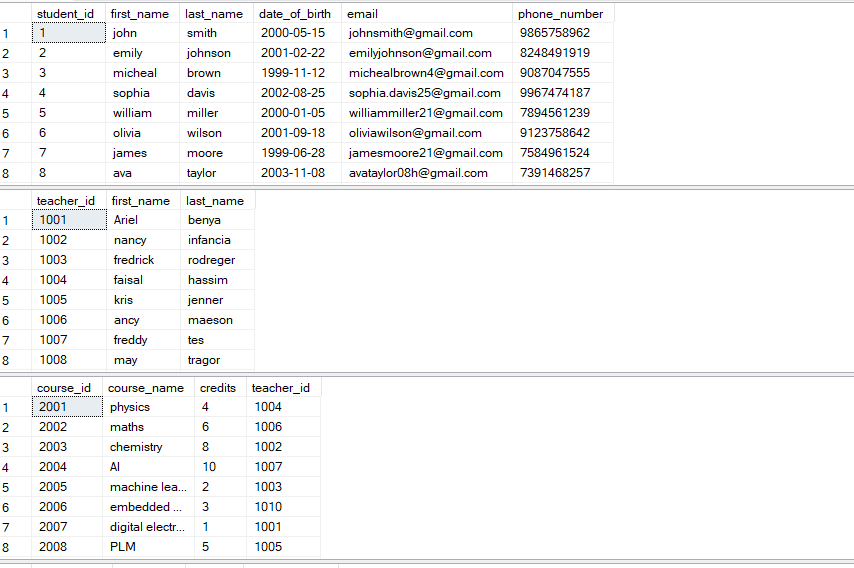 student_id first_name last_name date_of_birth email phone_number
1 1 john smith 2000-05-15 johnsmith@gmail.com 9865758962
2 2 emily johnson 2001-02-22 emilyjohnson@gmail.com 8248491919
3 3 micheal brown 1999-11-12 michealbrown4@gmail.com 9087047555
4 4 sophia davis 2002-08-25 sophia.davis25@gmail.com 9967474187
5 5 william miller 2000-01-05 williammiller21@gmail.com 7894561239
6 6 olivia wilson 2001-09-18 oliviawilson@gmail.com 9123758642
7 7 james moore 1999-06-28 jamesmoore21@gmail.com 7584961524
8 8 ava taylor 2003-11-08 avataylor08h@gmail.com 7391468257
teacher_id first_name last_name
1 1001 Ariel benya
2 1002 nancy infancia
3 1003 fredrick rodreger
4 1004 faisal hassim
5 1005 kris jenner
6 1006 ancy maeson
7 1007 freddy tes
8 1008 may tragor
course_id course_name credits teacher_id
1 2001 physics 4 1004
2 2002 maths 6 1006
3 2003 chemistry 8 1002
4 2004 AI 10 1007
5 2005 machine lea... 2 1003
6 2006 embedded ... 3 1010
7 2007 digital electr... 1 1001
8 2008 PLM 5 1005